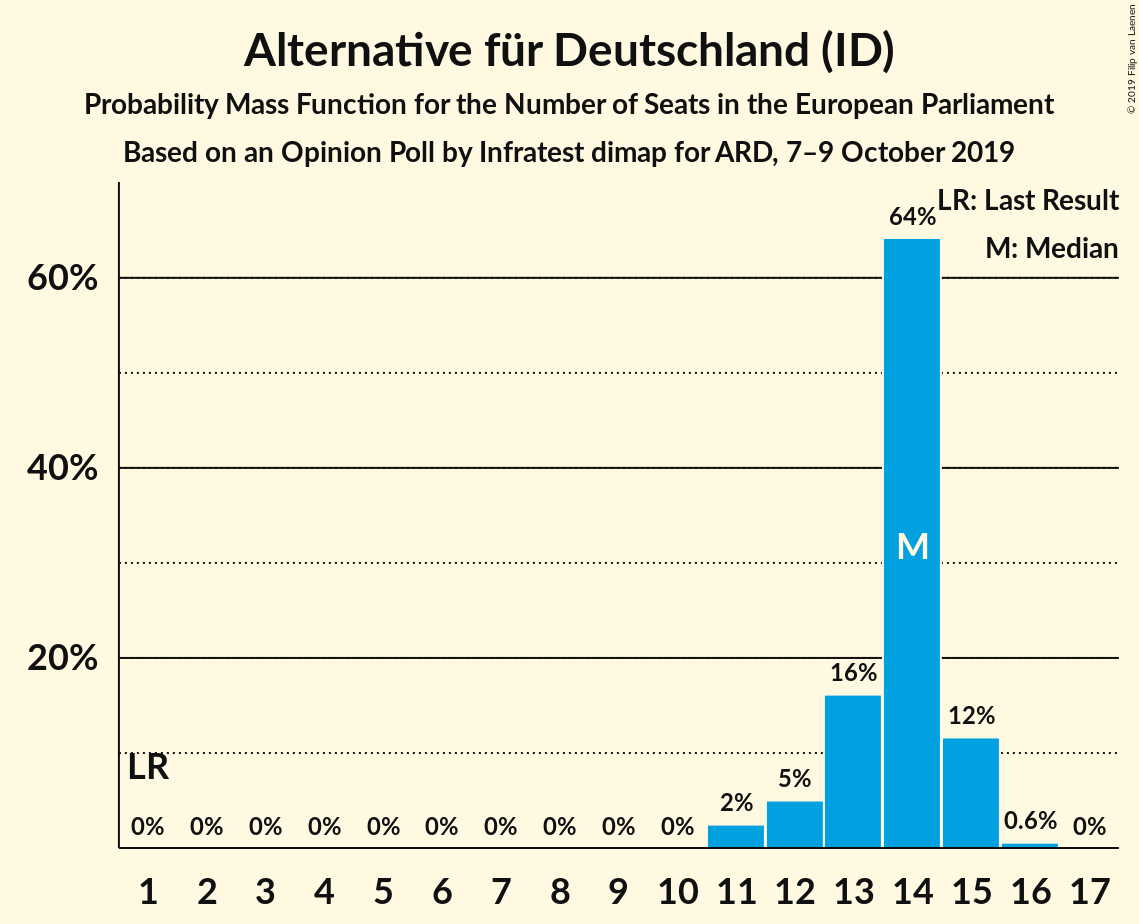 Alternative für Deutschland (ID)
Probability Mass Function for the Number of Seats in the European Parliament
Based on an Opinion Poll by Infratest dimap for ARD, 7–9 October 2019
© 2019 Filip van Laenen
LR: Last Result
M: Median
60%
40%
20%
LR
M
0% 0% 0% 0% 0% 0% 0% 0% 0% 0% 2% 5% 16% 64% 12% 0.6% 0%
1 2 3 4 5 6 7 8 9 10 11 12 13 14 15 16 17